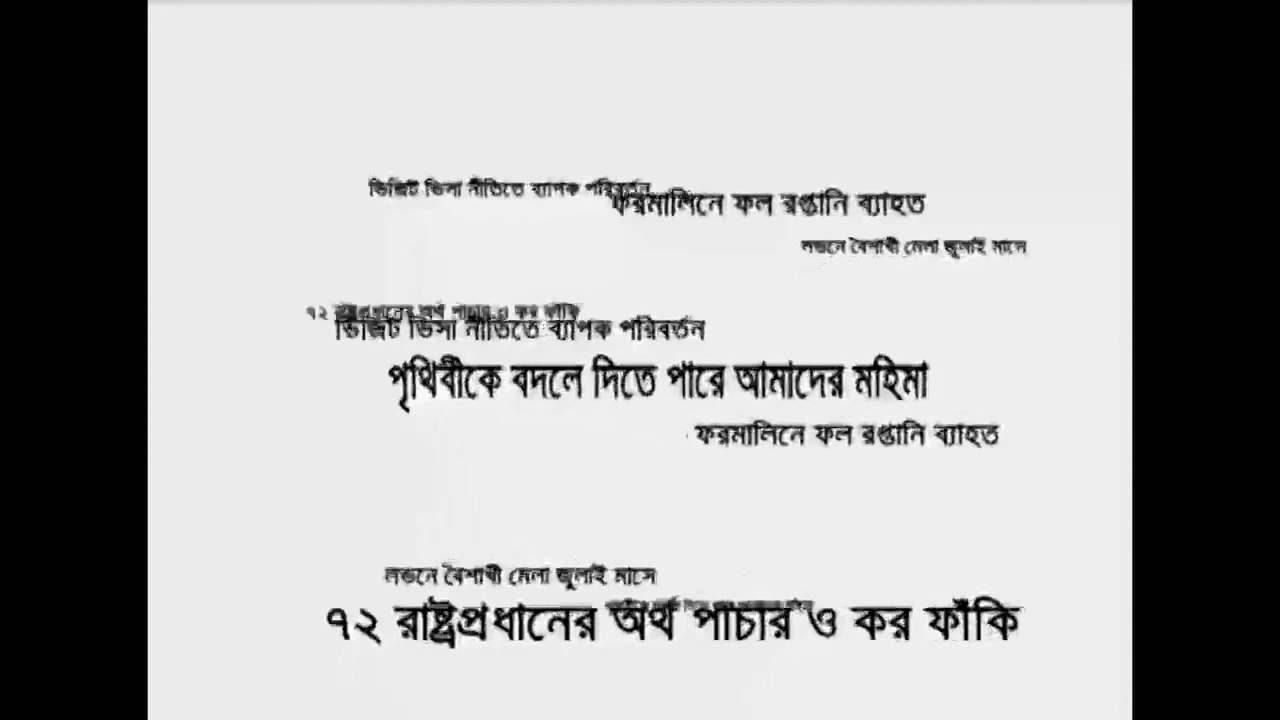 ভিজিট ভিসা নীতিতে ব্যাপক পরিবর্তন
ফরমালিনে ফল রপ্তানি ব্যাহত
লন্ডনে বৈশাখী মেলা জুলাই মাসে
৭২ রাষ্ট্রপ্রধানের অর্থ পাচার ও কর ফাঁকি
ভিজিট ভিসা নীতিতে ব্যাপক পরিবর্তন
পৃথিবীকে বদলে দিতে পারে আমাদের মহিমা
ফরমালিনে ফল রপ্তানি ব্যাহত
লন্ডনে বৈশাখী মেলা জুলাই মাসে
৭২ রাষ্ট্রপ্রধানের অর্থ পাচার ও কর ফাঁকি